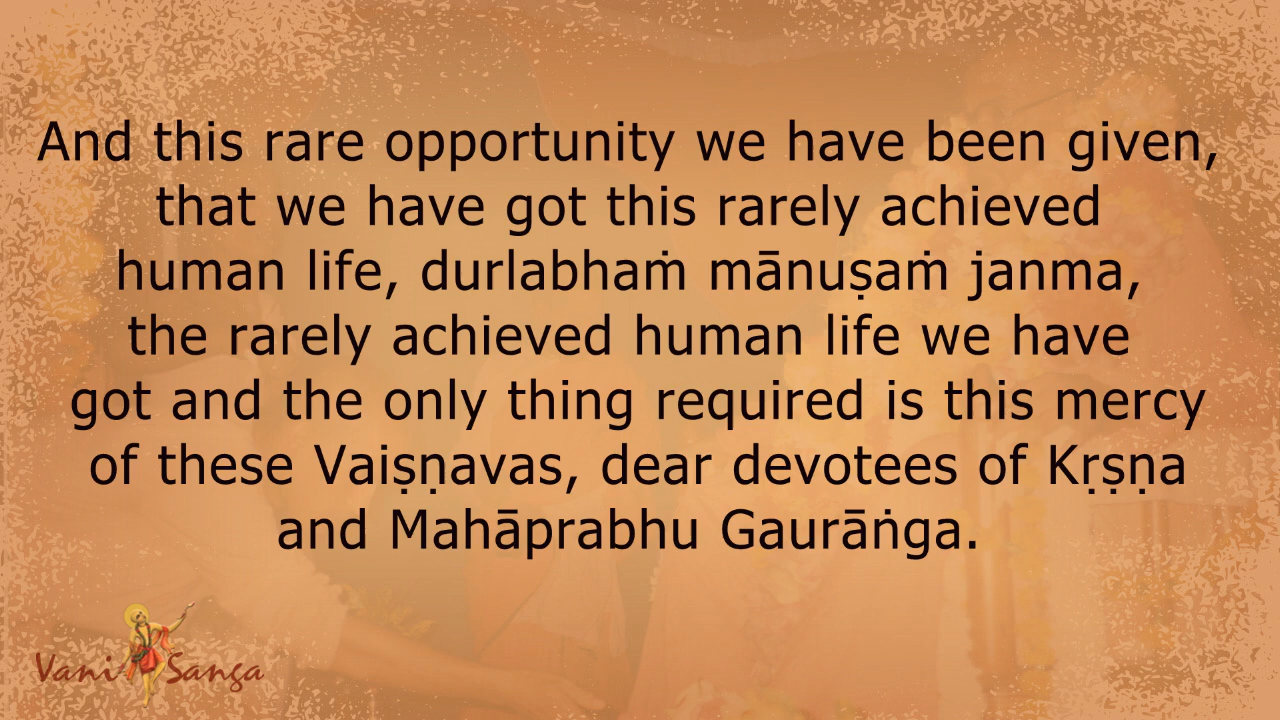 And this rare opportunity we have been given,
that we have got this rarely achieved
human life, durlabhaṁ mānuṣaṁ janma,
the rarely achieved human life we have
got and the only thing required is this mercy
of these Vaiṣṇavas, dear devotees of Kṛṣṇa
and Mahāprabhu Gaurāṅga.
Vani Sanga